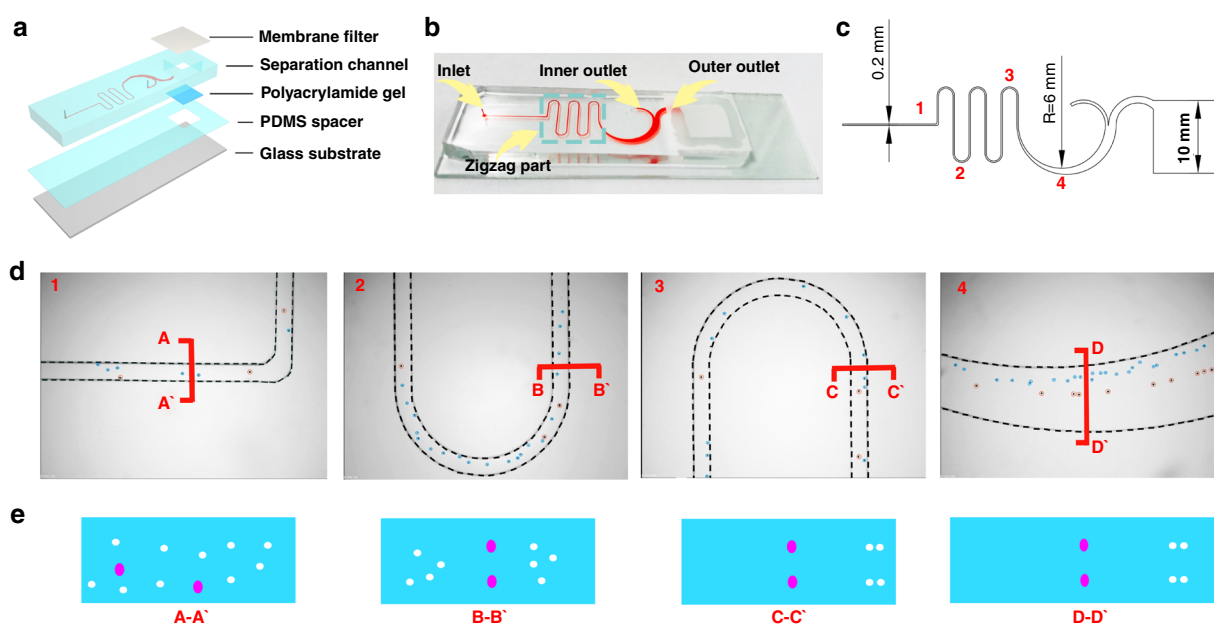 a
Membrane filter
Separation channel
Polyacrylamide gel
PDMS spacer
Glass substrate
b
Inlet
Inner outlet
Outer outlet
Zigzag part
c
0.2 mm
1
2
3
R=6 mm
4
10 mm
d
1
A
A`
2
B
B`
3
C
C`
4
D
D`
e
A-A`
B-B`
C-C`
D-D`